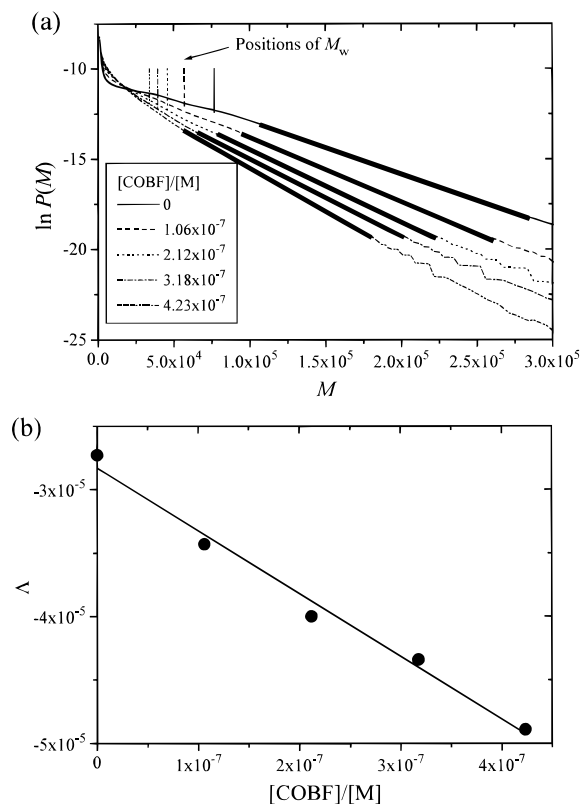 (a)
Positions of Mw
ln P(M)
-10
-15
-20
-25
[COBF]/[M]
0
1.06x10-7
2.12x10-7
3.18x10-7
4.23x10-7
0.0
5.0x10^4
1.0x10^5
1.5x10^5
2.0x10^5
2.5x10^5
3.0x10^5
M
(b)
Λ
-3x10^-5
-4x10^-5
-5x10^-5
0
1x10^-7
2x10^-7
3x10^-7
4x10^-7
[COBF]/[M]